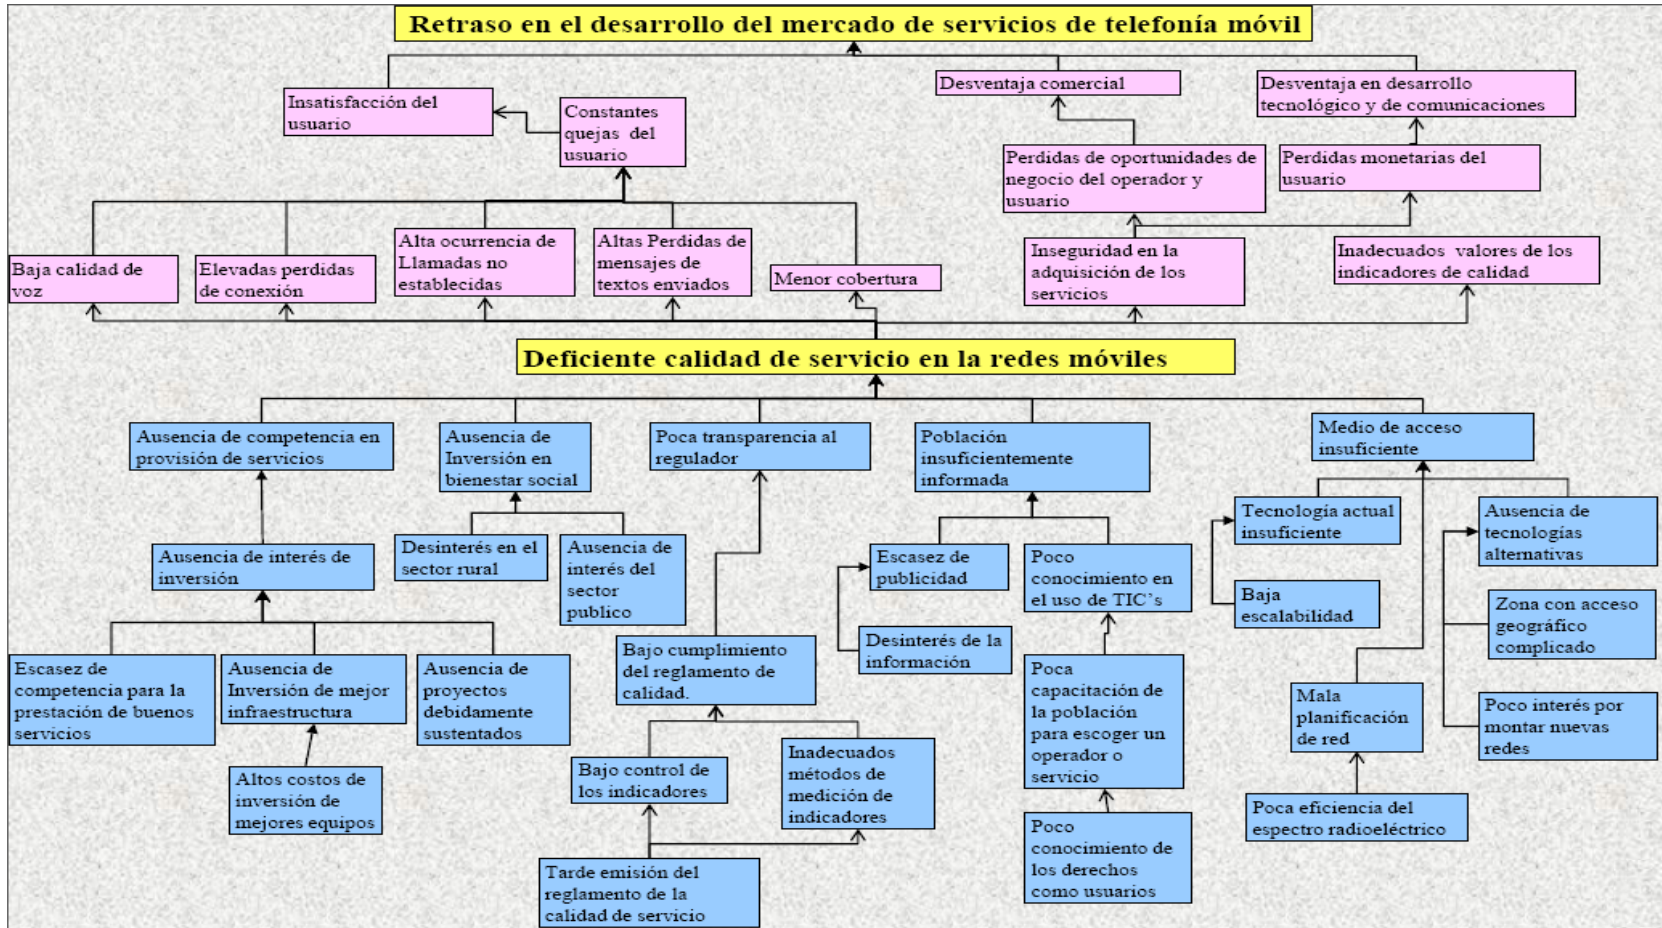 Retraso en el desarrollo del mercado de servicios de telefonía móvil
Insatisfacción del
usuario
Constantes
quejas del
usuario
Desventaja comercial
Desventaja en desarrollo
tecnológico y de comunicaciones
Perdidas de oportunidades de
negocio del operador y
usuario
Perdidas monetarias del
usuario
Baja calidad de
voz
Elevadas perdidas
de conexión
Alta ocurrencia de
Llamadas no
establecidas
Altas Perdidas de
mensajes de
textos enviados
Menor cobertura
Inseguridad en la
adquisición de los
servicios
Inadecuados valores de los
indicadores de calidad
Deficiente calidad de servicio en la redes móviles
Ausencia de competencia en
provisión de servicios
Ausencia de
Inversión en
bienestar social
Poca transparencia al
regulador
Población
insuficientemente
informada
Medio de acceso
insuficiente
Ausencia de interés de
inversión
Desinterés en el
sector rural
Ausencia de
interés del
sector publico
Escasez de
publicidad
Poco
conocimiento en
el uso de TIC’s
Tecnología actual
insuficiente
Ausencia de
tecnologías
alternativas
Baja
escalabilidad
Zona con acceso
geográfico
complicado
Desinterés de la
información
Escasez de
competencia para la
prestación de buenos
servicios
Ausencia de
Inversión de mejor
infraestructura
Ausencia de
proyectos
debidamente
sustentados
Bajo cumplimiento
del reglamento de
calidad.
Poca
capacitación de
la población
para escoger un
operador o
servicio
Mala
planificación
de red
Poco interés por
montar nuevas
redes
Altos costos de
inversión de
mejores equipos
Bajo control de
los indicadores
Inadecuados
métodos de
medición de
indicadores
Poca eficiencia del
espectro radioeléctrico
Poco
conocimiento de
los derechos
como usuarios
Tarde emisión del
reglamento de la
calidad de servicio